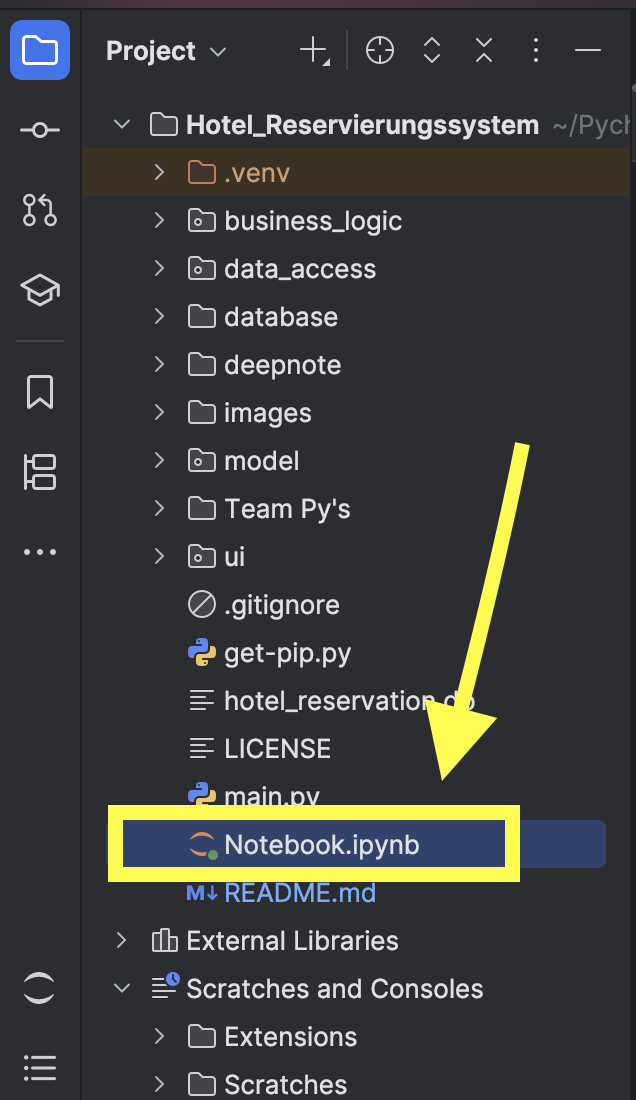 Project
Hotel_Reservierungssystem ~/Pych
.venv
business_logic
data_access
database
deepnote
images
model
Team Py's
ui
.gitignore
get-pip.py
hotel_reservation.db
LICENSE
main.py
Notebook.ipynb
M↓ README.md
External Libraries
Scratches and Consoles
Extensions
Scratches